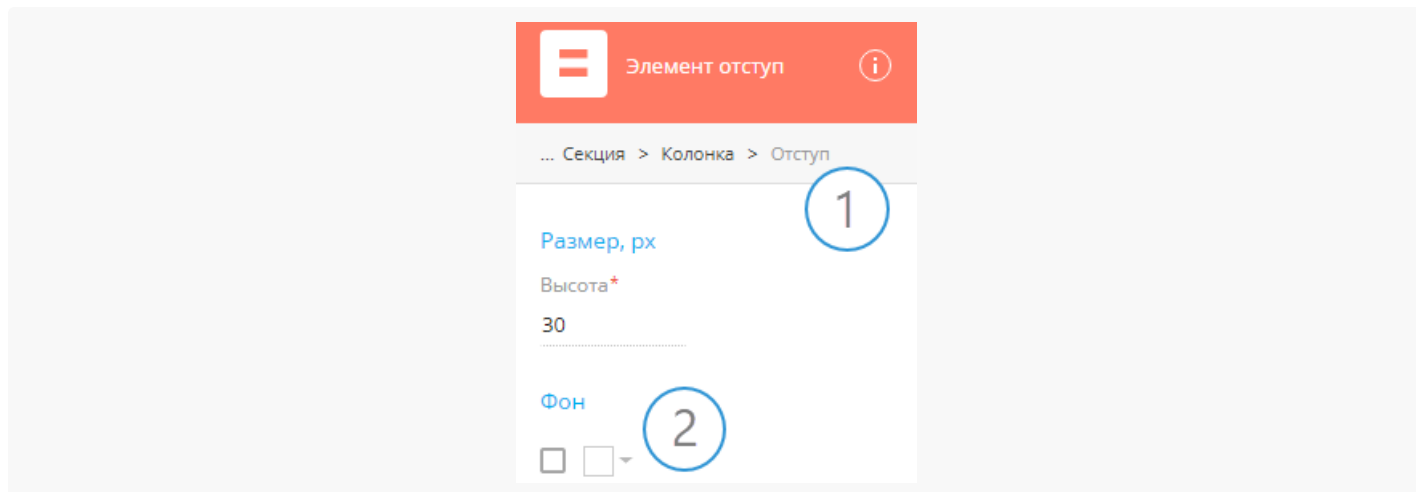 Элемент отступ
... Секция > Колонка > Отступ
1
Размер, px
Высота*
30
Фон
2